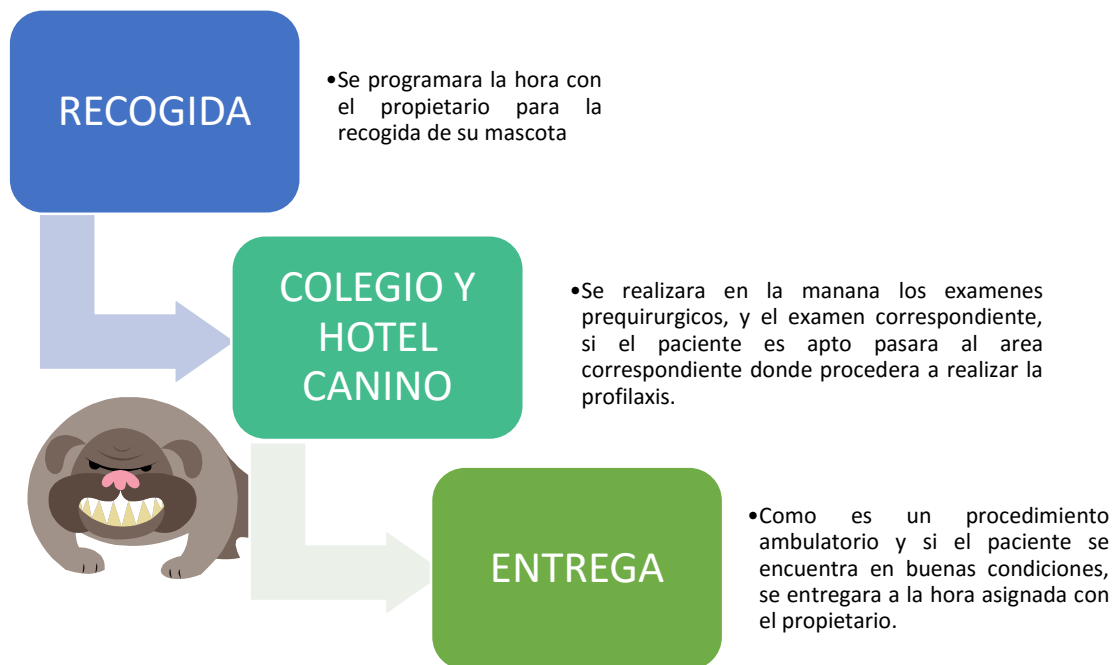 RECOGIDA
•Se programara la hora con
el propietario para la
recogida de su mascota
COLEGIO Y
HOTEL
CANINO
•Se realizara en la manana los examenes
prequirurgicos, y el examen correspondiente,
si el paciente es apto pasara al area
correspondiente donde procedera a realizar la
profilaxis.
ENTREGA
•Como es un procedimiento
ambulatorio y si el paciente se
encuentra en buenas condiciones,
se entregara a la hora asignada con
el propietario.